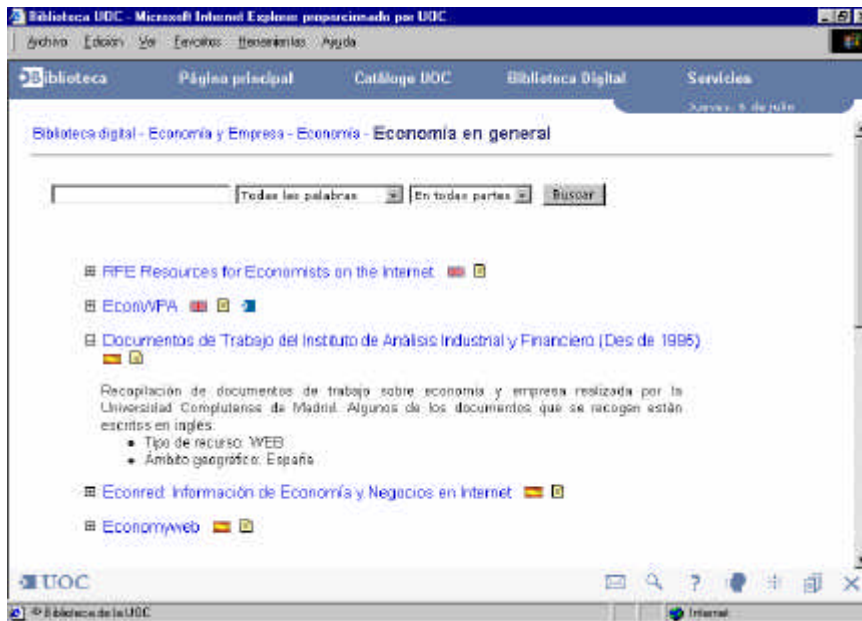 Biblioteca UOC - Microsoft Internet Explorer proporcionado por UOC
Archivo Edición Ver Favoritos Herramientas Ayuda
Biblioteca Página principal Catálogo UOC Biblioteca Digital Servicios
Jueves, 6 de julio
Biblioteca digital - Economía y Empresa - Economía - Economía en general
Todas las palabras En todas partes Buscar
RFE Resources for Economists on the Internet
EconWPA
Documentos de Trabajo del Instituto de Análisis Industrial y Financiero (Des de 1995)
Recopilación de documentos de trabajo sobre economía y empresa realizada por la
Universidad Complutense de Madrid. Algunos de los documentos que se recogen están
escritos en inglés.
Tipo de recurso: WEB
Ámbito geográfico: España
Econred: Información de Economía y Negocios en Internet
Economyweb
UOC
© Biblioteca de la UOC Internet